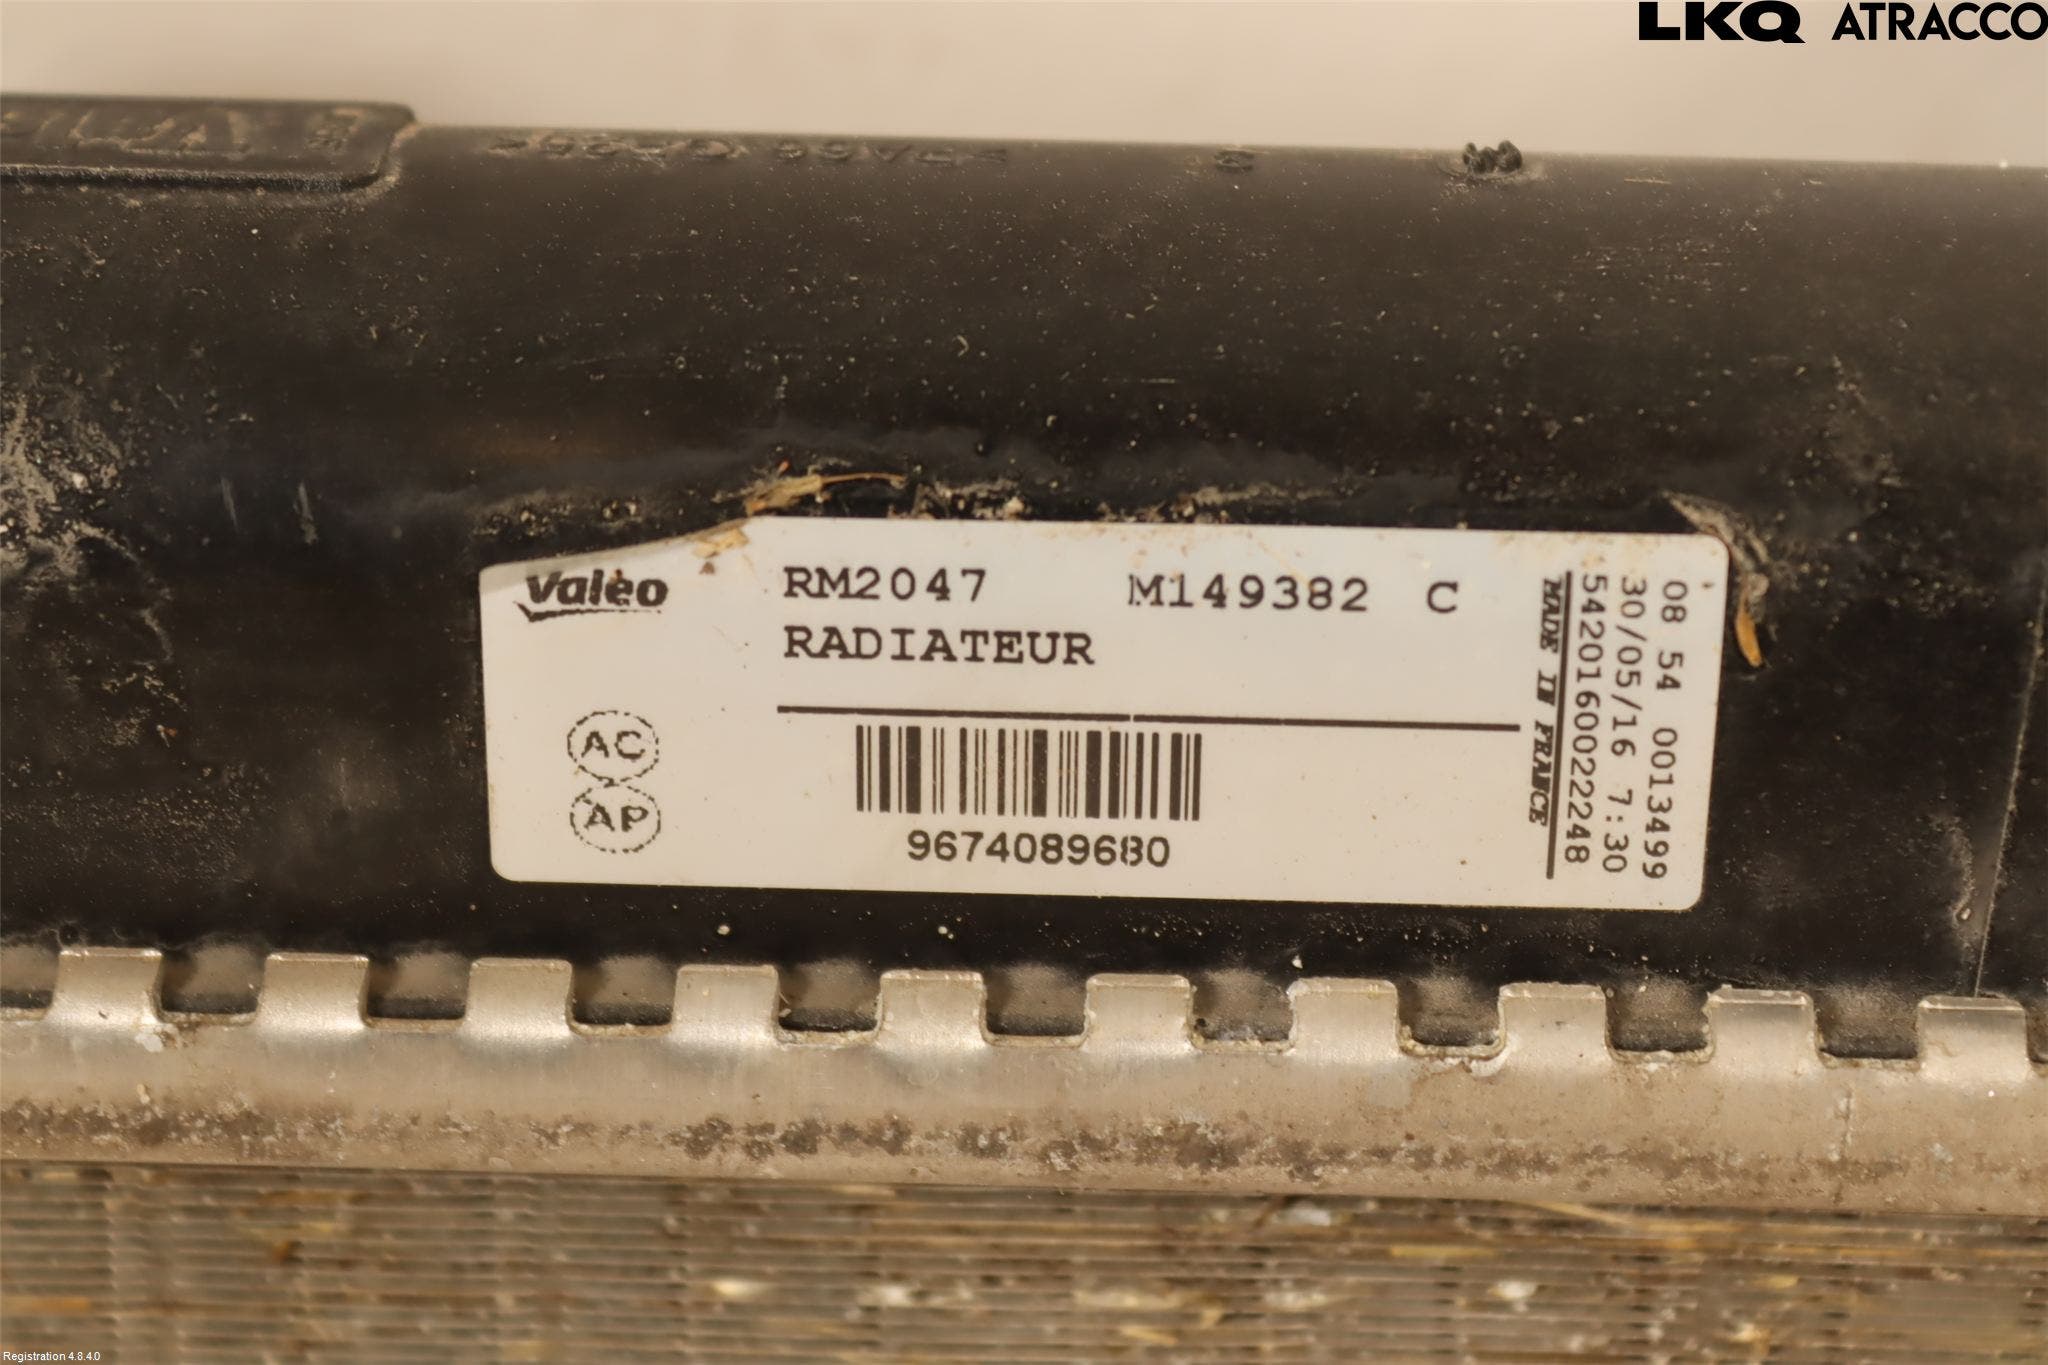 LKQ ATRACCO
Valeo
RM2047 M149382 C
RADIATEUR
AC
AP
9674089680
MADE IN FRANCE
54201600222248
30/05/16 7:30
08 54 0013499
Registration 4.8.4.0